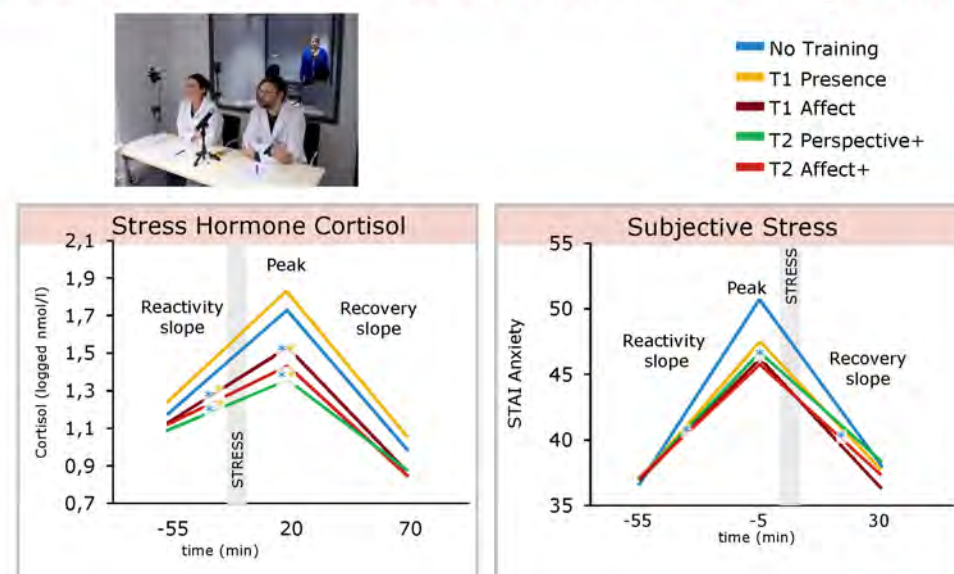 No Training
T1 Presence
T1 Affect
T2 Perspective+
T2 Affect+
Stress Hormone Cortisol
2,1
1,9
1,7
1,5
1,3
1,1
0,9
0,7
Cortisol (logged nmol/l)
Peak
Reactivity
slope
Recovery
slope
STRESS
-55
20
70
time (min)
Subjective Stress
55
50
45
40
35
STAI Anxiety
Peak
STRESS
Reactivity
slope
Recovery
slope
-55
-5
30
time (min)